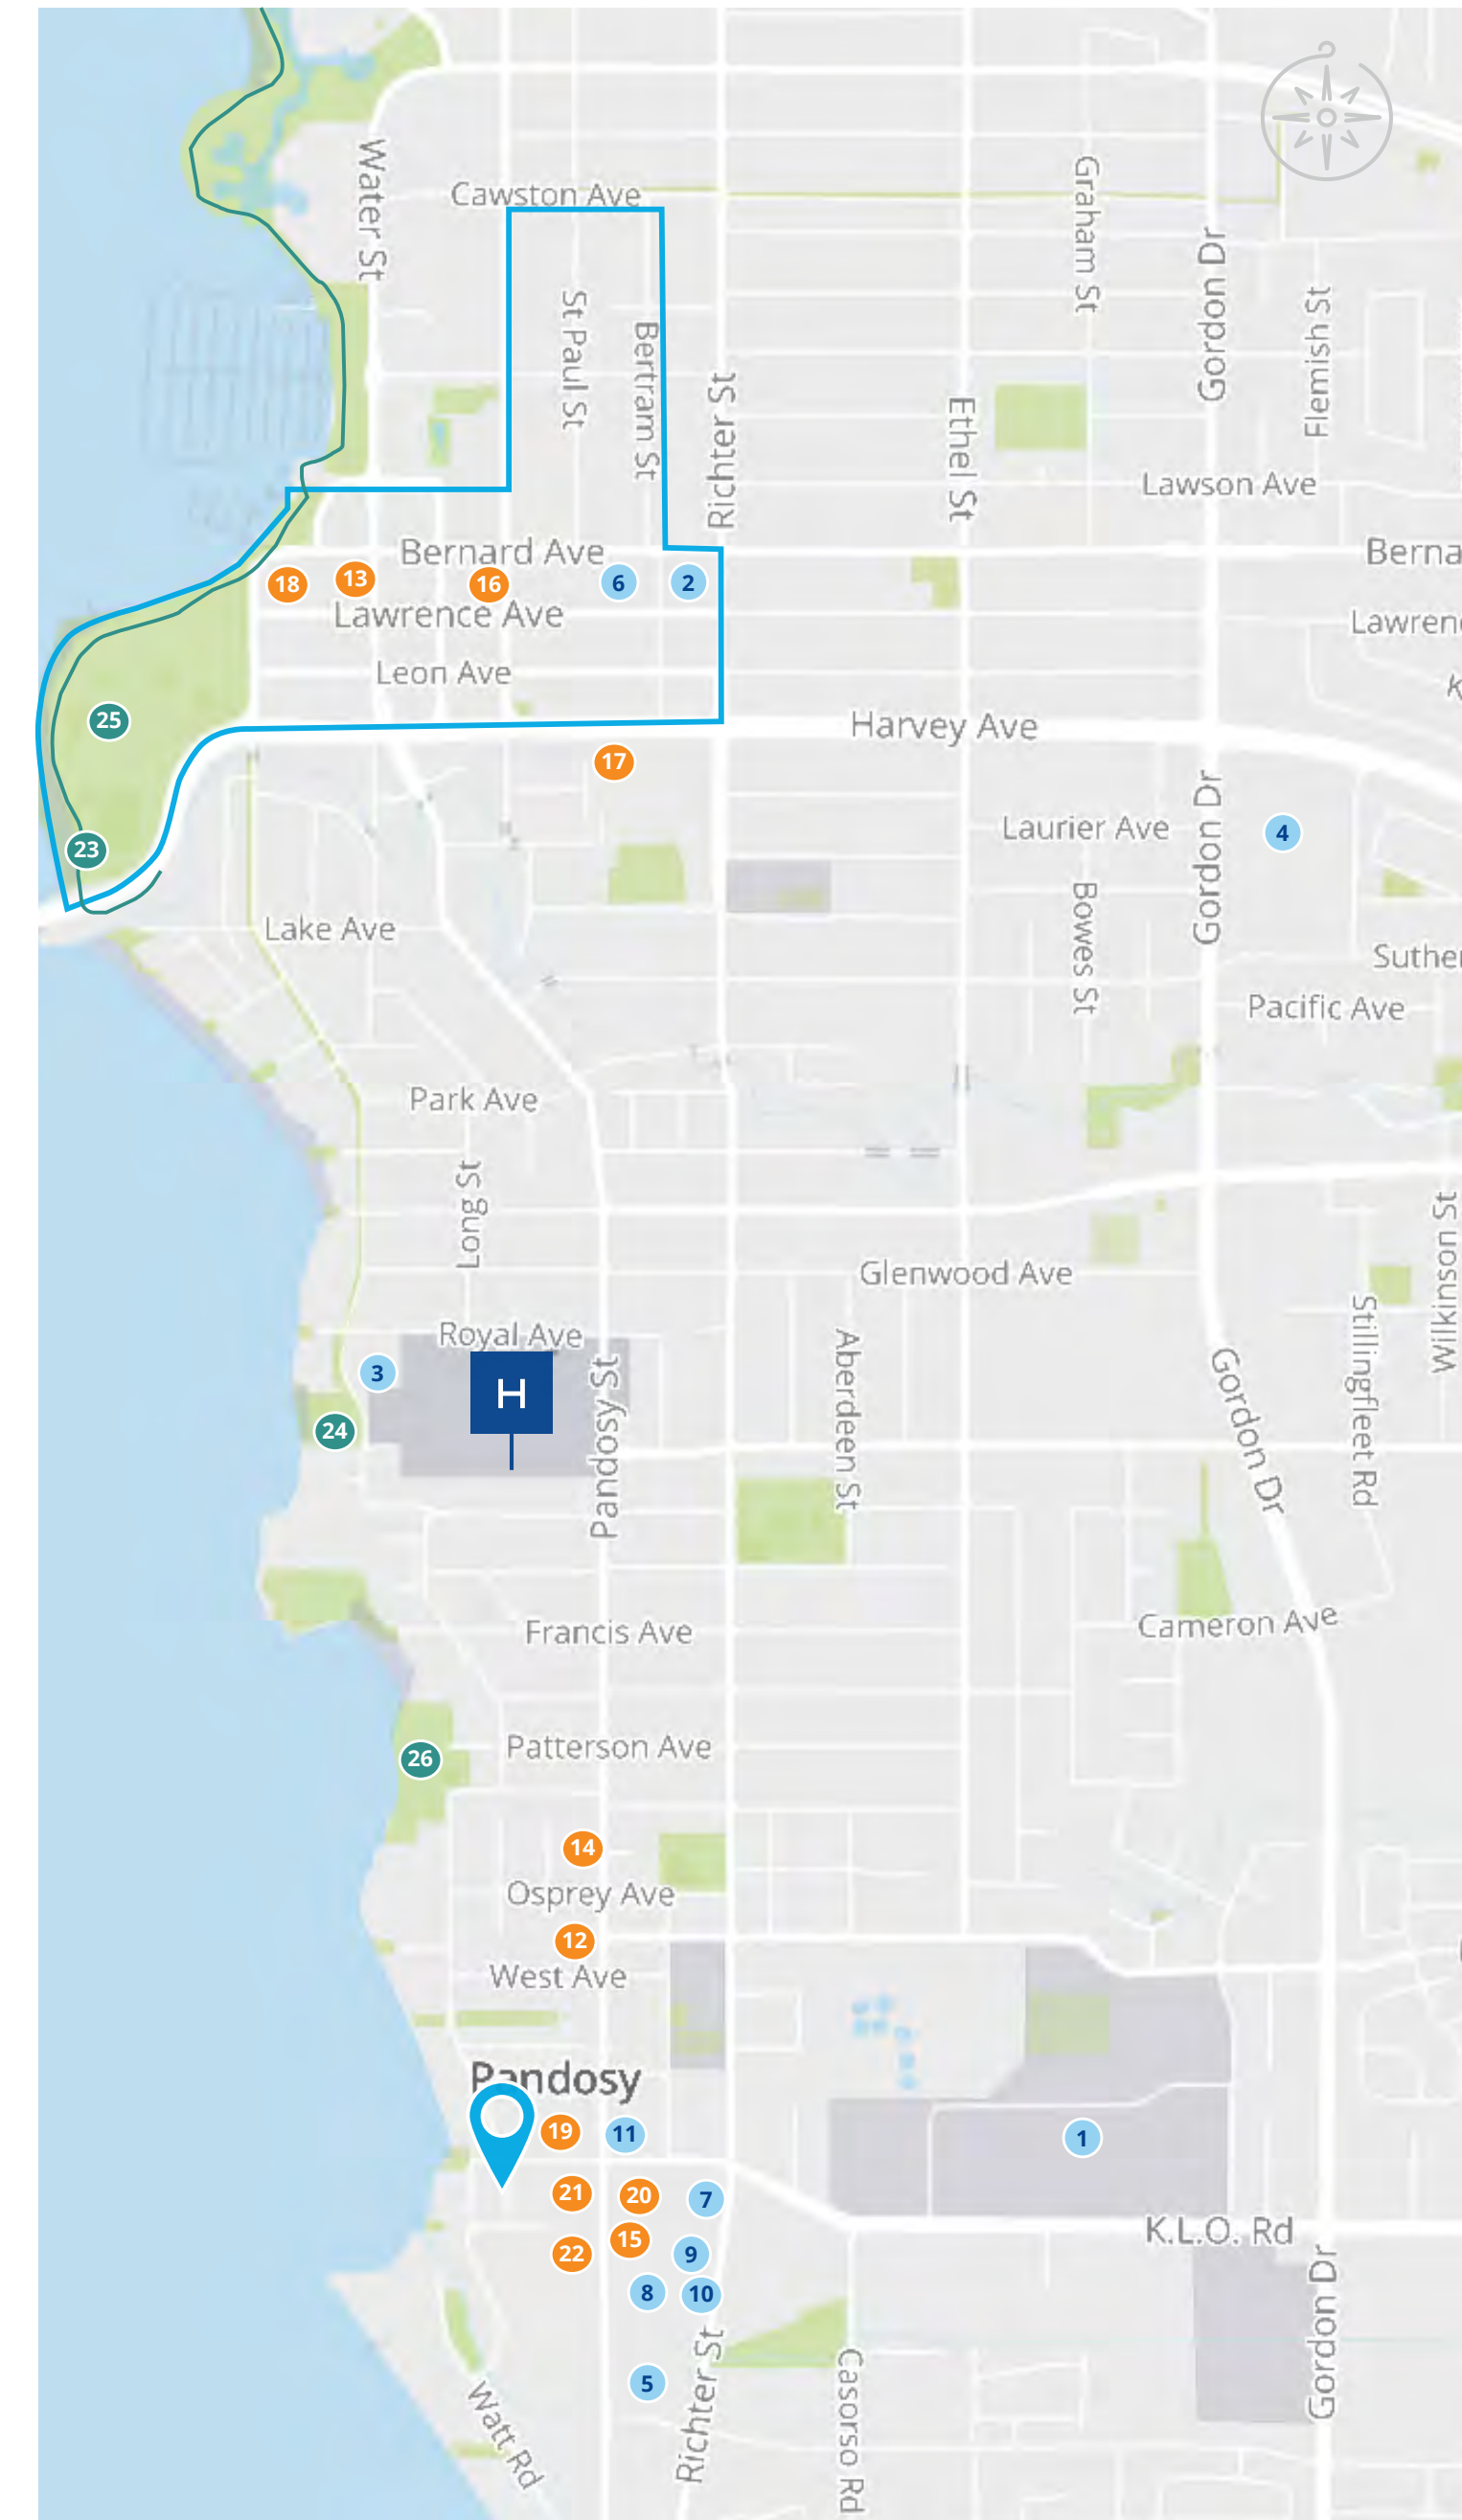 Water St
Cawston Ave
Graham St
Gordon Dr
St Paul St
Bertram St
Richter St
Flemish St
Ethel St
Lawson Ave
Bernard Ave
Berna
18
13
16
6
2
Lawrence Ave
Lawren
Leon Ave
K
25
Harvey Ave
17
Laurier Ave
Gordon Dr
4
23
Bowes St
Lake Ave
Suther
Pacific Ave
Park Ave
Long St
Wilkinson St
Glenwood Ave
Royal Ave
Stillingfleet Rd
Aberdeen St
Gordon Dr
3
H
Pandosy St
24
Francis Ave
Cameron Ave
Patterson Ave
26
14
Osprey Ave
12
West Ave
Pandosy
19
11
1
21
20
7
K.L.O. Rd
15
22
9
8
10
Gordon Dr
Richter St
5
Casorso Rd
Watt Rd